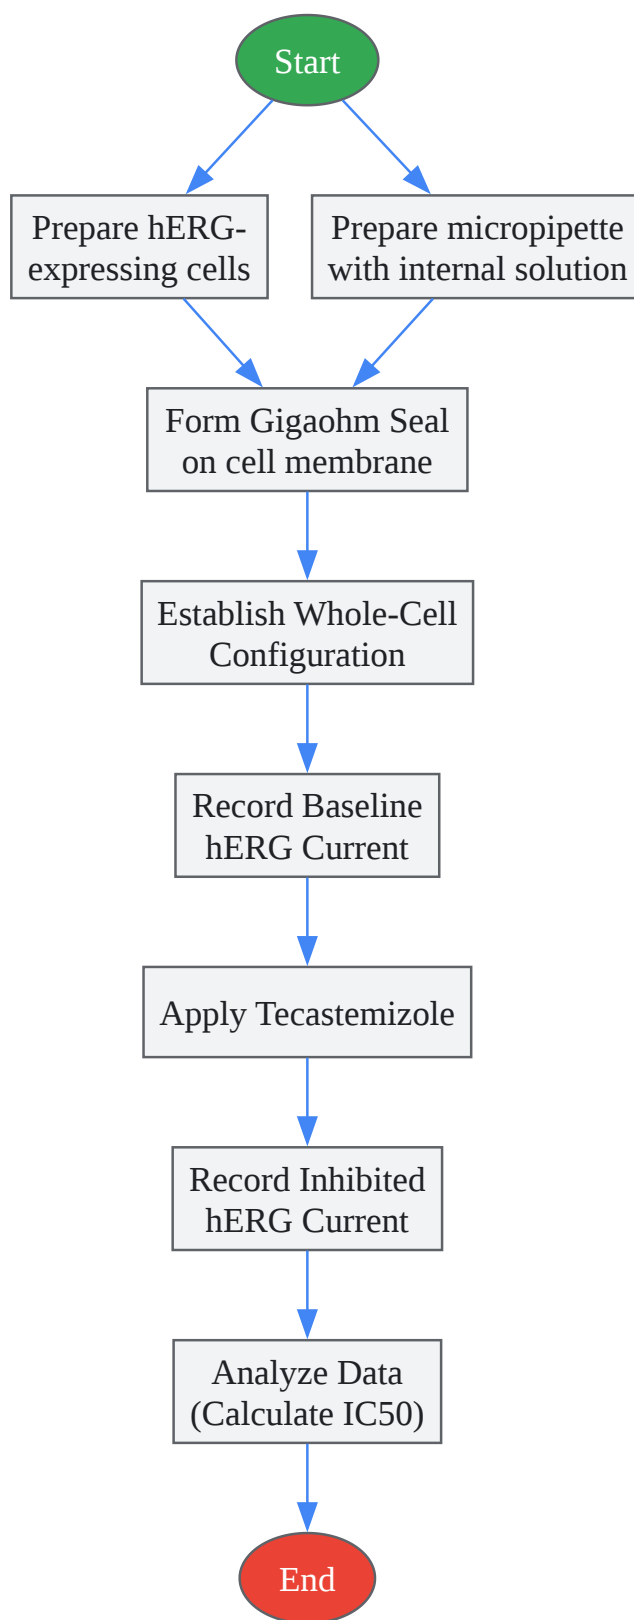 Start
Prepare hERG-
expressing cells
Prepare micropipette
with internal solution
Form Gigaohm Seal
on cell membrane
Establish Whole-Cell
Configuration
Record Baseline
hERG Current
Apply Tecastemizole
Record Inhibited
hERG Current
Analyze Data
(Calculate IC50)
End